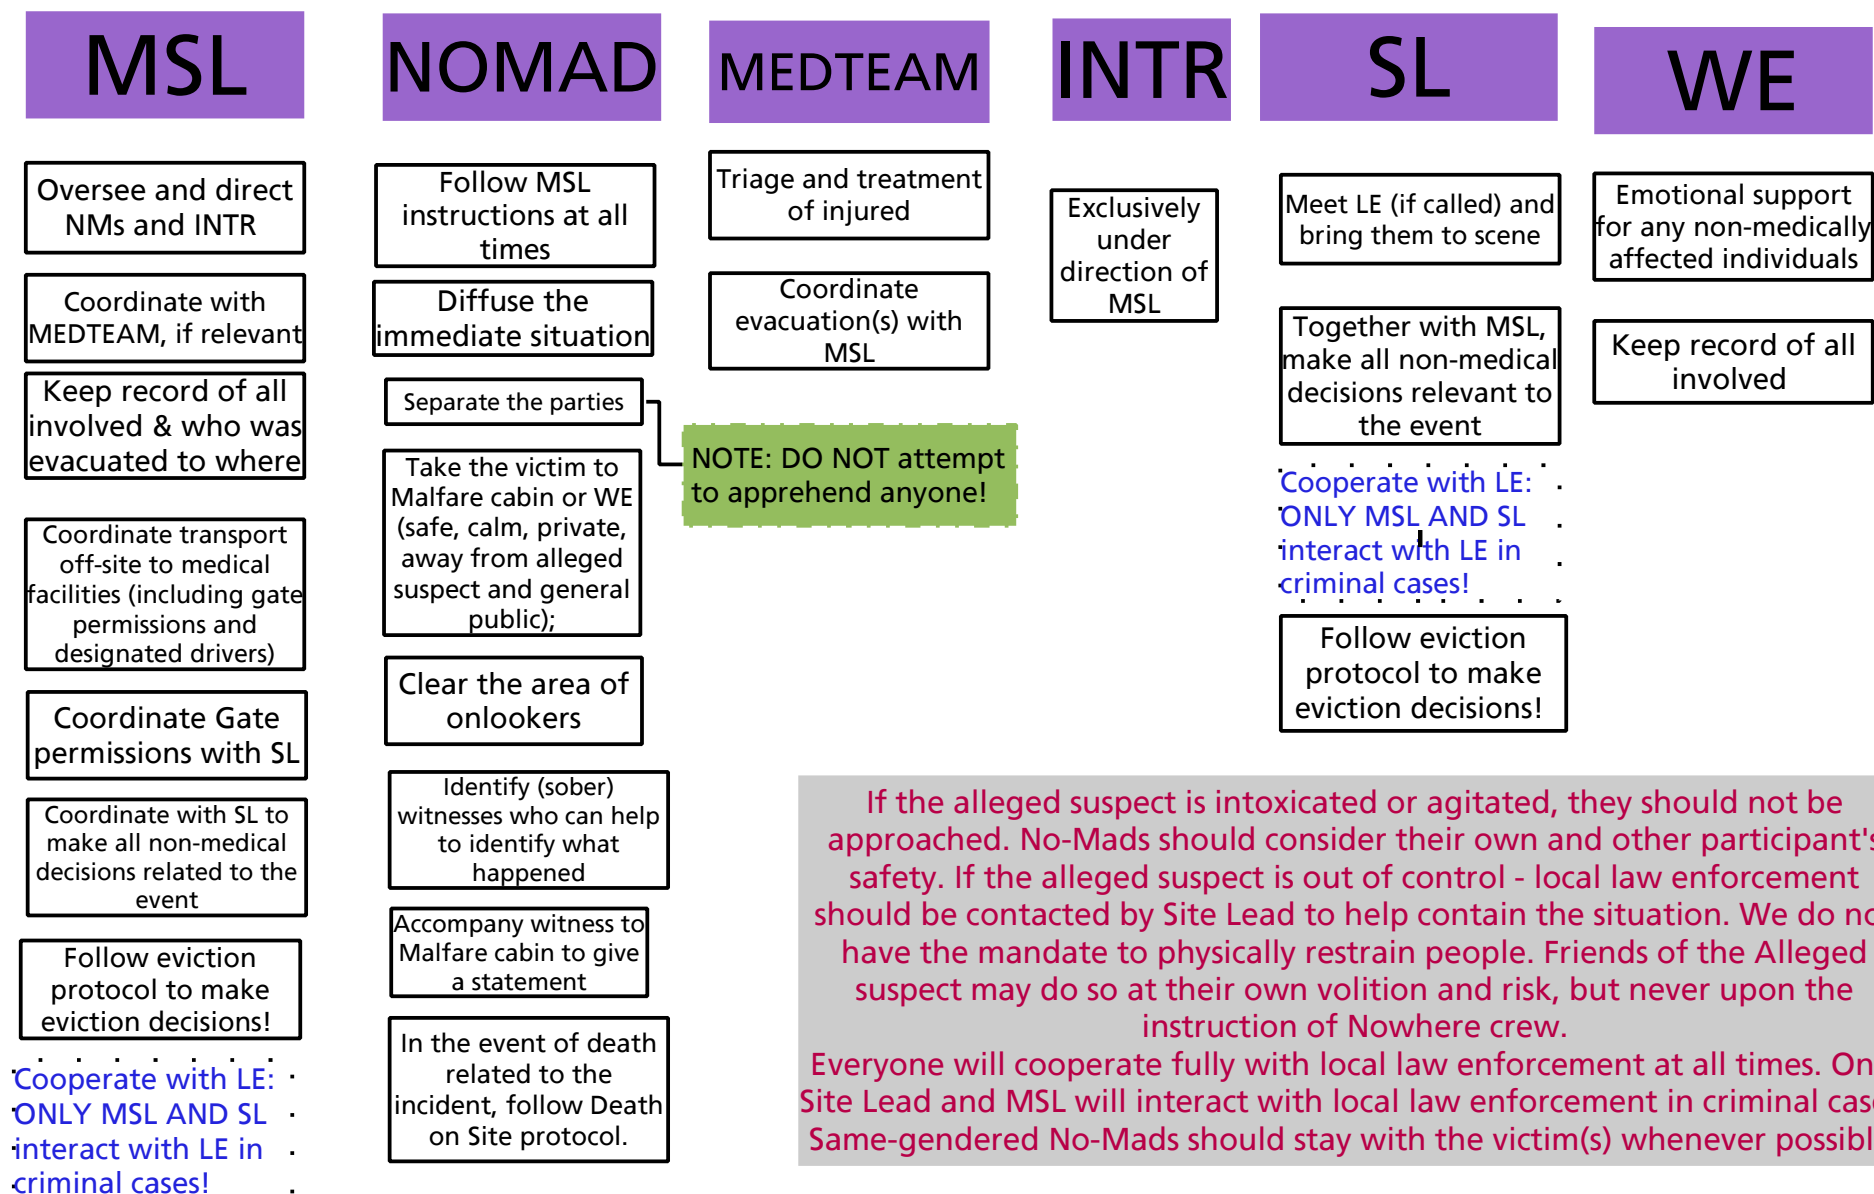 MSL
NOMAD
MEDTEAM
INTR
SL
WE
Oversee and direct
NMs and INTR
Coordinate with
MEDTEAM, if relevant
Keep record of all
involved & who was
evacuated to where
Coordinate transport
off-site to medical
facilities (including gate
permissions and
designated drivers)
Coordinate Gate
permissions with SL
Coordinate with SL to
make all non-medical
decisions related to the
event
Follow eviction
protocol to make
eviction decisions!
Cooperate with LE:
ONLY MSL AND SL
interact with LE in
criminal cases!
Follow MSL
instructions at all
times
Diffuse the
immediate situation
Separate the parties
Take the victim to
Malfare cabin or WE
(safe, calm, private,
away from alleged
suspect and general
public);
Clear the area of
onlookers
Identify (sober)
witnesses who can help
to identify what
happened
Accompany witness to
Malfare cabin to give
a statement
In the event of death
related to the
incident, follow Death
on Site protocol.
Triage and treatment
of injured
Coordinate
evacuation(s) with
MSL
NOTE: DO NOT attempt
to apprehend anyone!
Exclusively
under
direction of
MSL
Meet LE (if called) and
bring them to scene
Together with MSL,
make all non-medical
decisions relevant to
the event
Cooperate with LE:
ONLY MSL AND SL
interact with LE in
criminal cases!
Follow eviction
protocol to make
eviction decisions!
Emotional support
for any non-medically
affected individuals
Keep record of all
involved
If the alleged suspect is intoxicated or agitated, they should not be
approached. No-Mads should consider their own and other participant's
safety. If the alleged suspect is out of control - local law enforcement
should be contacted by Site Lead to help contain the situation. We do no
have the mandate to physically restrain people. Friends of the Alleged
suspect may do so at their own volition and risk, but never upon the
instruction of Nowhere crew.
Everyone will cooperate fully with local law enforcement at all times. On
Site Lead and MSL will interact with local law enforcement in criminal cas
Same-gendered No-Mads should stay with the victim(s) whenever possibl